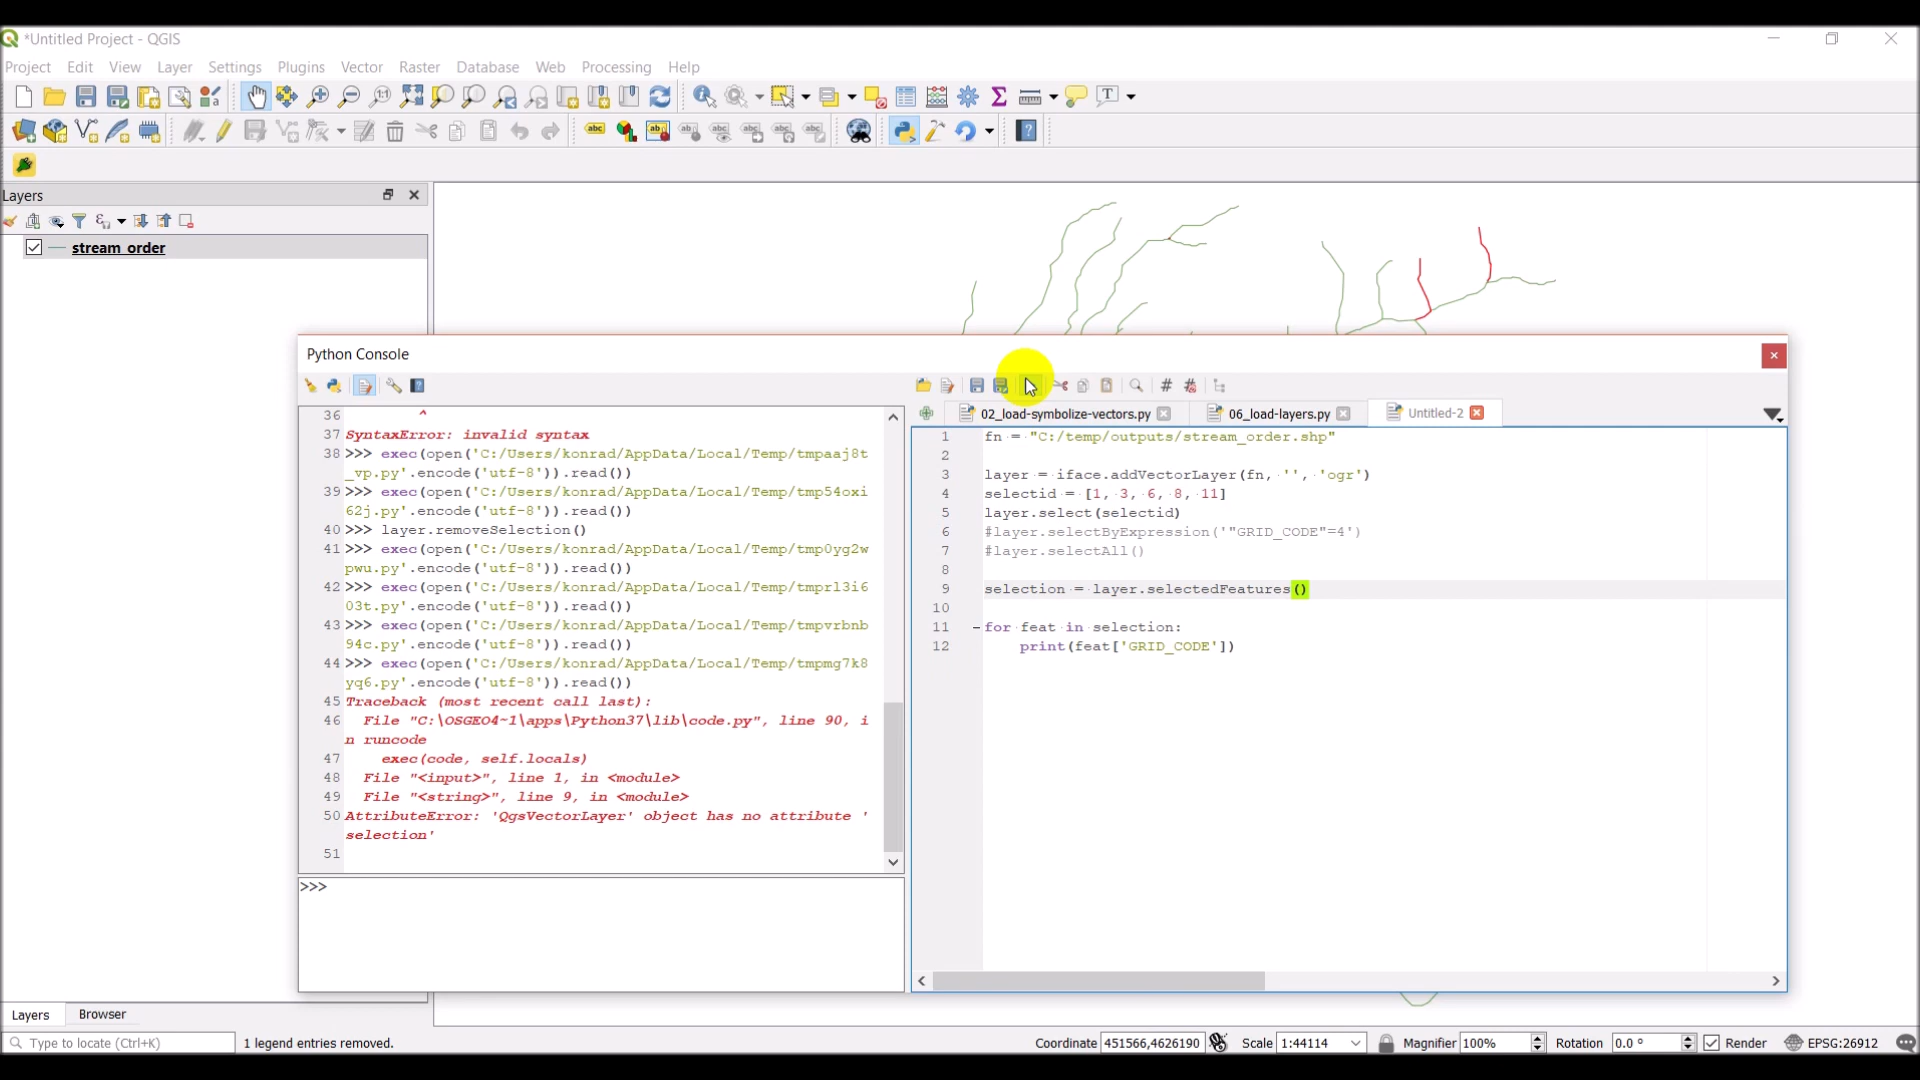 *Untitled Project - QGIS
Project Edit View Layer Settings Plugins Vector Raster Database Web Processing Help
Layers
stream_order
Python Console
02_load-symbolize-vectors.py 06_load-layers.py Untitled-2
36 ^
37 SyntaxError: invalid syntax
38 >>> exec(open('C:/Users/konrad/AppData/Local/Temp/tmpaaj8t
_vp.py'.encode('utf-8')).read())
39 >>> exec(open('C:/Users/konrad/AppData/Local/Temp/tmp54oxi
62j.py'.encode('utf-8')).read())
40 >>> layer.removeSelection()
41 >>> exec(open('C:/Users/konrad/AppData/Local/Temp/tmp0yg2w
pwu.py'.encode('utf-8')).read())
42 >>> exec(open('C:/Users/konrad/AppData/Local/Temp/tmprl3i6
03t.py'.encode('utf-8')).read())
43 >>> exec(open('C:/Users/konrad/AppData/Local/Temp/tmpvrbnb
94c.py'.encode('utf-8')).read())
44 >>> exec(open('C:/Users/konrad/AppData/Local/Temp/tmpmg7k8
yq6.py'.encode('utf-8')).read())
45 Traceback (most recent call last):
46 File "C:\OSGEO4~1\apps\Python37\lib\code.py", line 90, i
n runcode
47 exec(code, self.locals)
48 File "<input>", line 1, in <module>
49 File "<string>", line 9, in <module>
50 AttributeError: 'QgsVectorLayer' object has no attribute '
selection'
51
>>>
1 fn = "C:/temp/outputs/stream_order.shp"
2
3 layer = iface.addVectorLayer(fn, '', 'ogr')
4 selectid = [1, 3, 6, 8, 11]
5 layer.select(selectid)
6 #layer.selectByExpression('"GRID_CODE"=4')
7 #layer.selectAll()
8
9 selection = layer.selectedFeatures()
10
11 for feat in selection:
12 print(feat['GRID_CODE'])
Layers Browser
Type to locate (Ctrl+K) 1 legend entries removed. Coordinate 451566,4626190 Scale 1:44114 Magnifier 100% Rotation 0.0 ° Render EPSG:26912